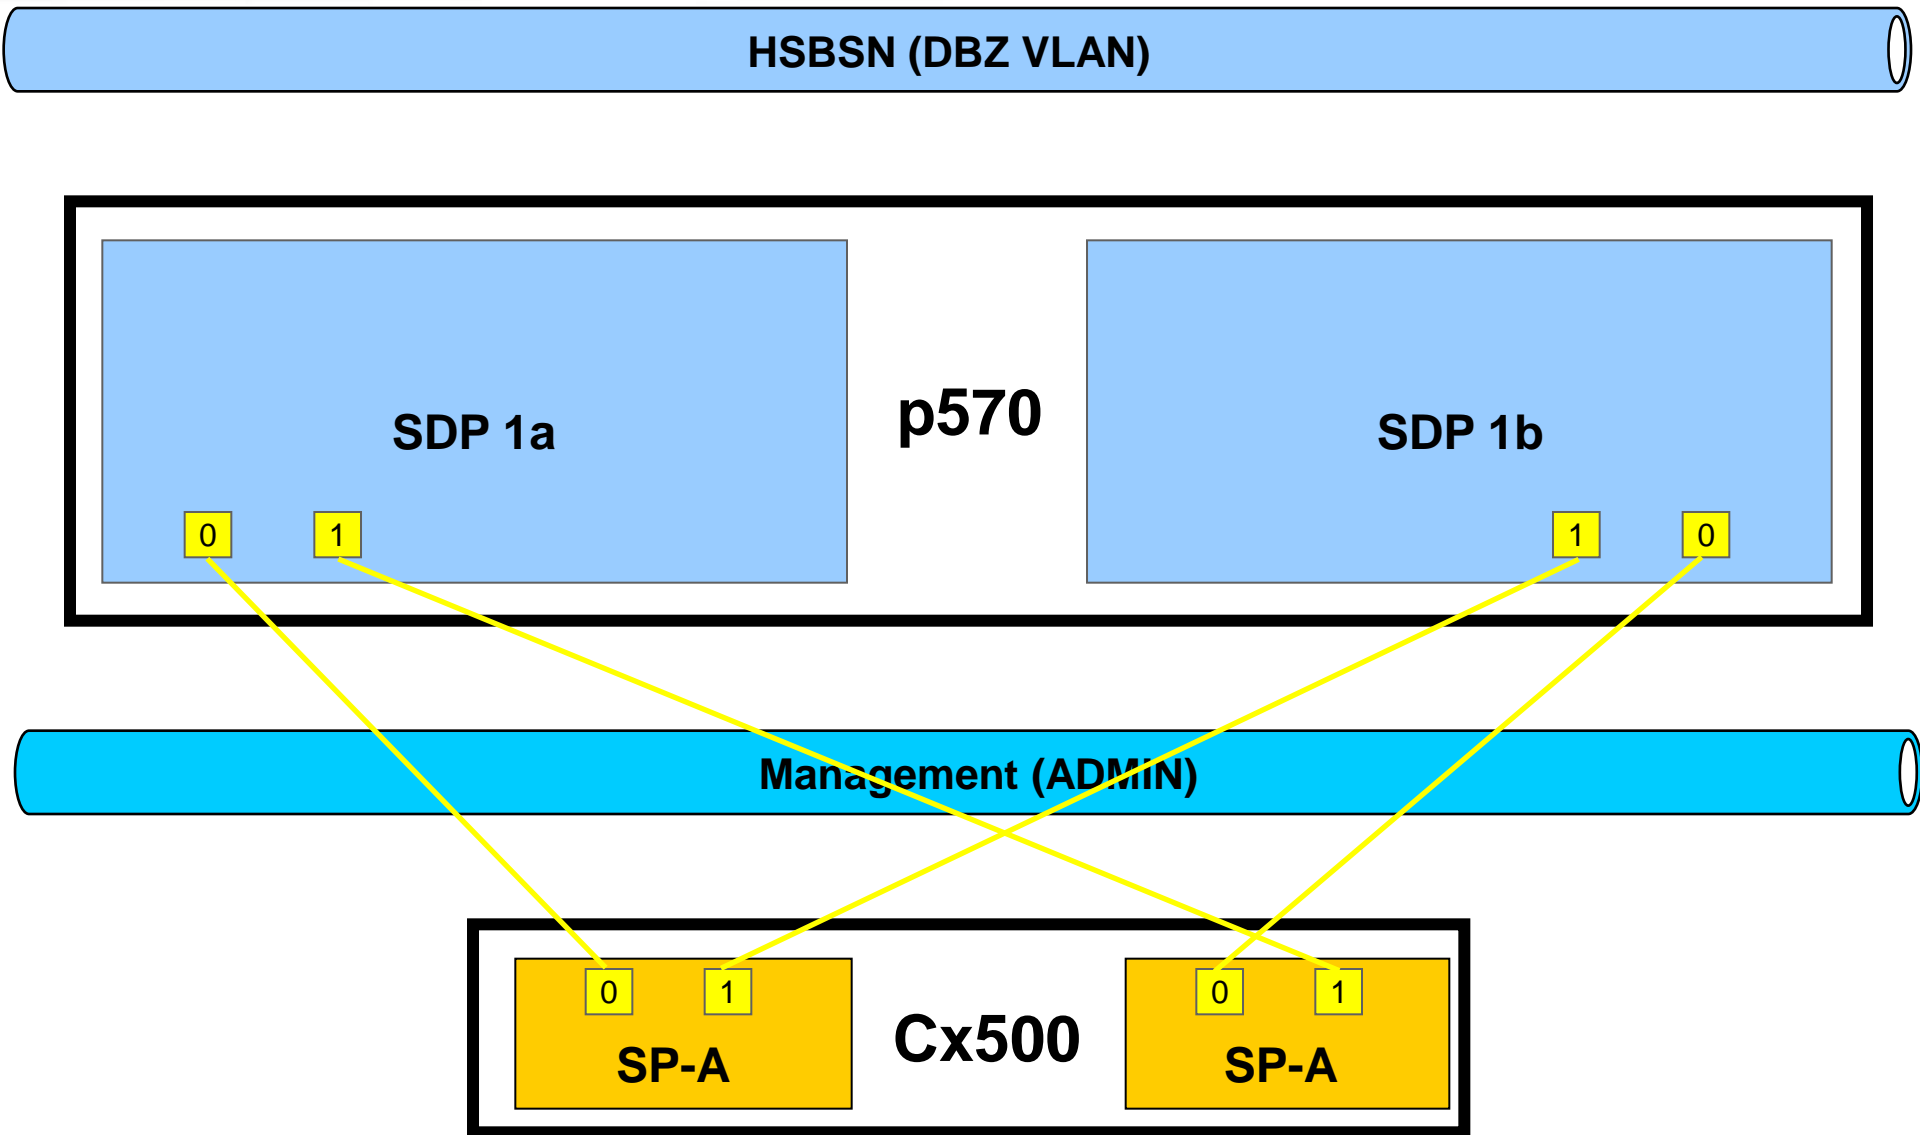 HSBSN (DBZ VLAN)
SDP 1a
p570
SDP 1b
0
1
1
0
Management (ADMIN)
0
1
0
1
Cx500
SP-A
SP-A